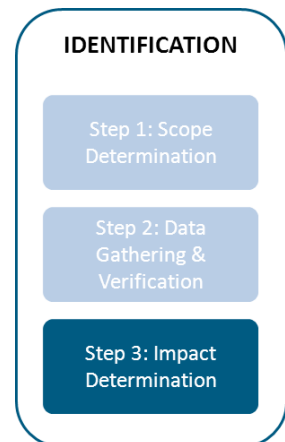 IDENTIFICATION
Step 1: Scope
Determination
Step 2: Data
Gathering &
Verification
Step 3: Impact
Determination